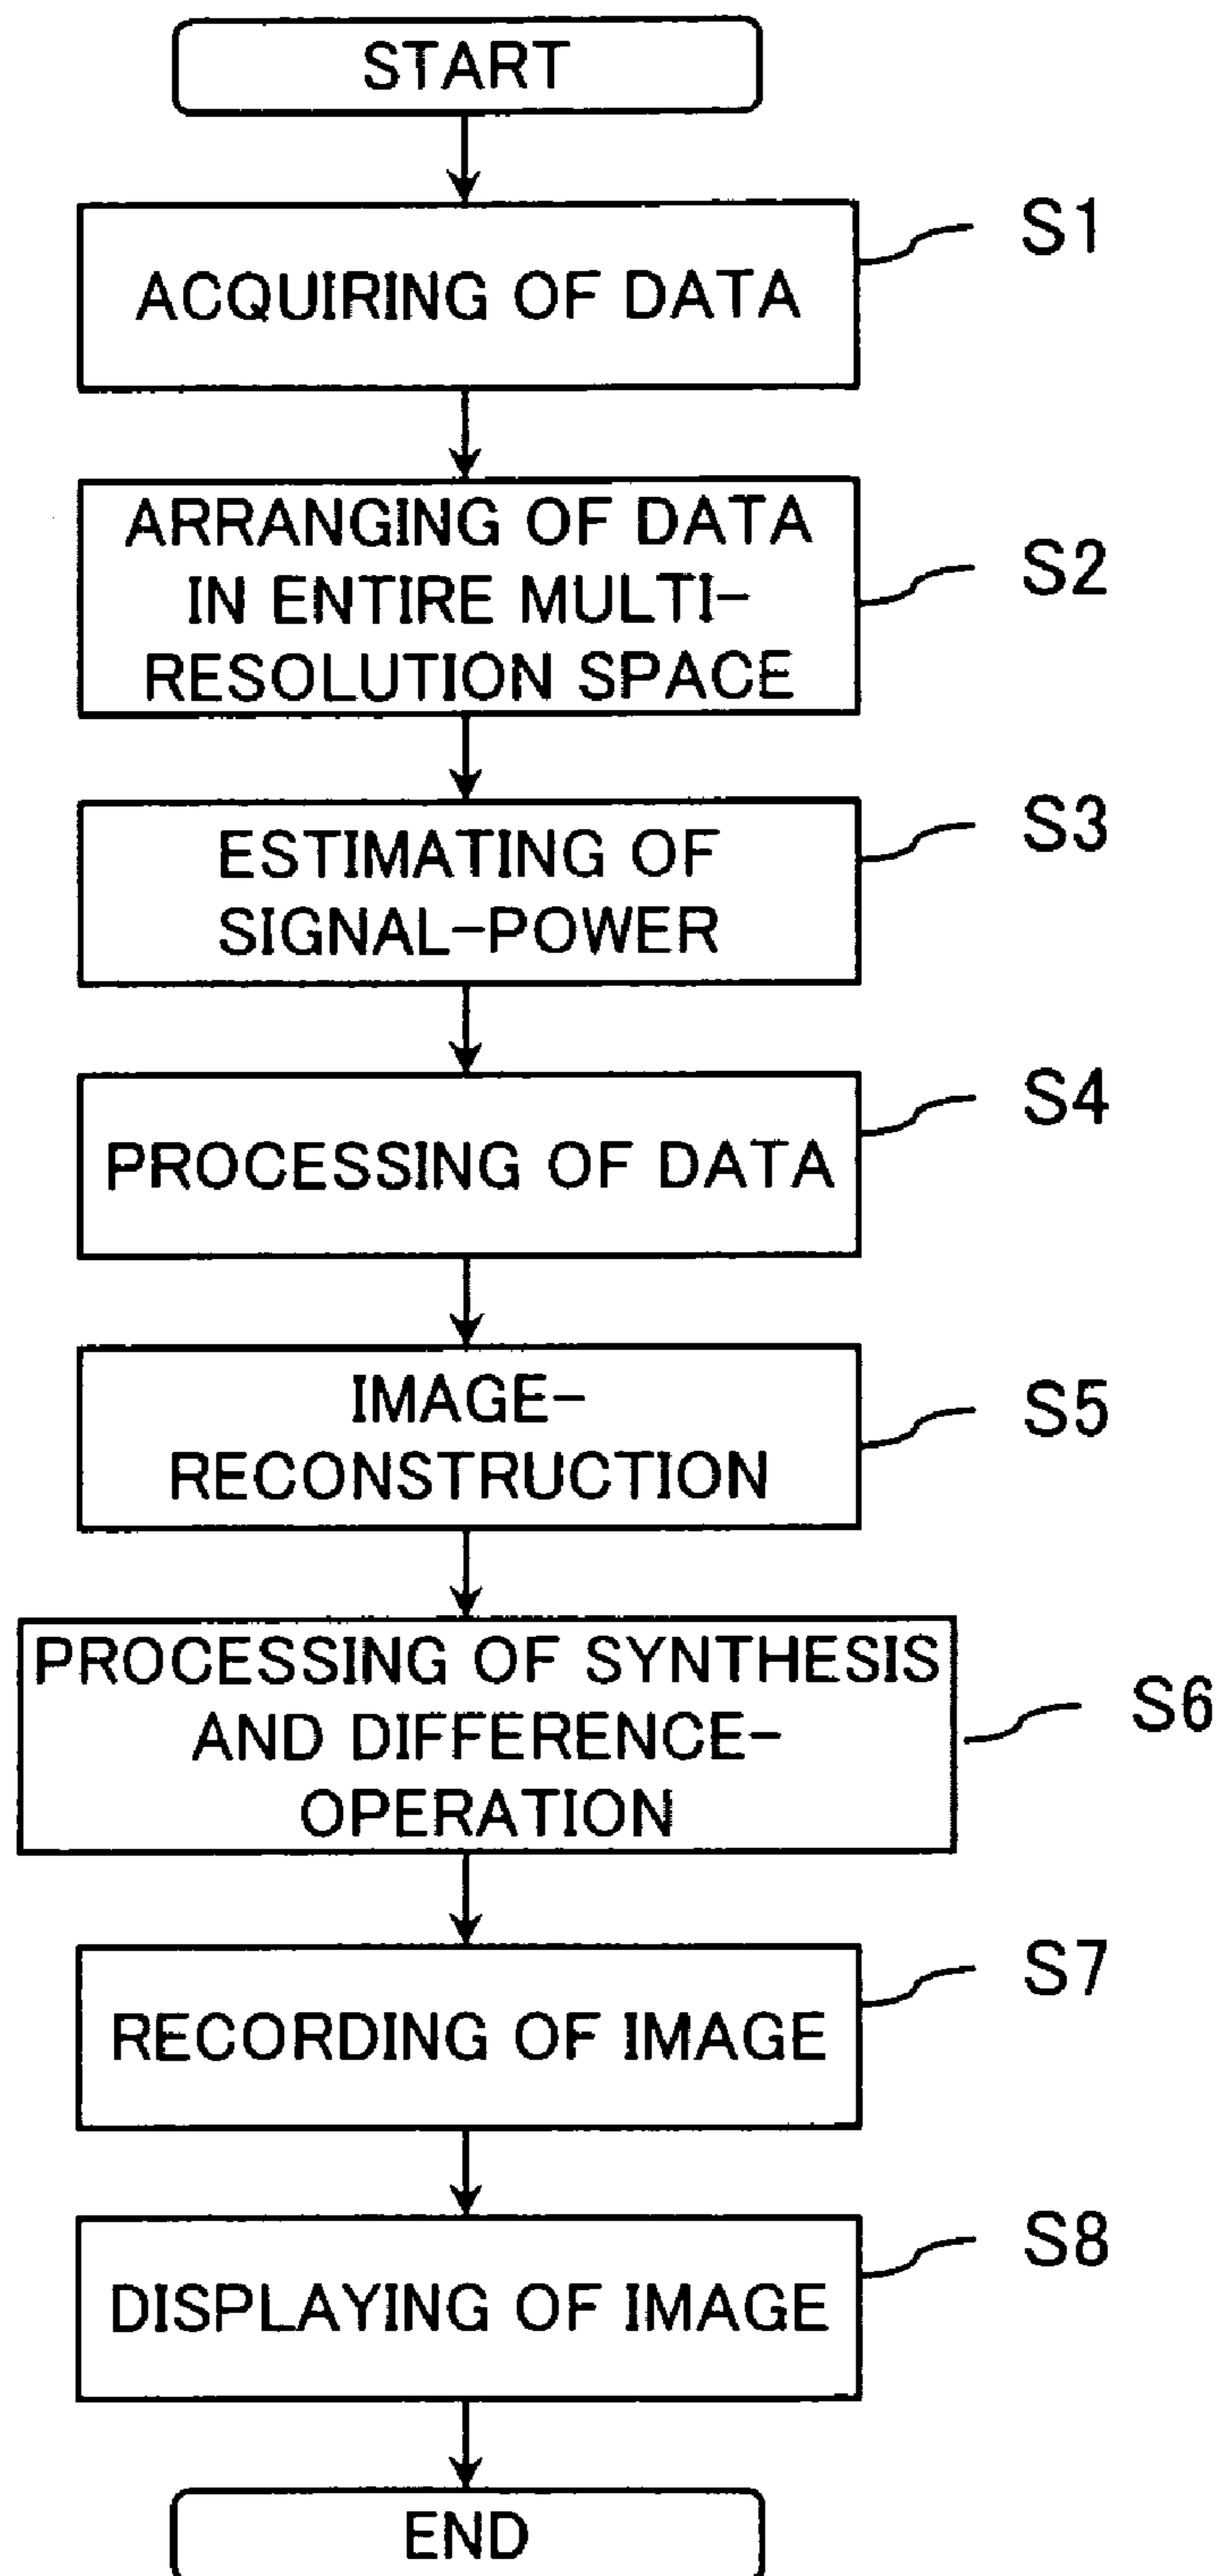 START
ACQUIRING OF DATA
S1
ARRANGING OF DATA
IN ENTIRE MULTI-
RESOLUTION SPACE
S2
ESTIMATING OF
SIGNAL-POWER
S3
PROCESSING OF DATA
S4
IMAGE-
RECONSTRUCTION
S5
PROCESSING OF SYNTHESIS
AND DIFFERENCE-
OPERATION
S6
RECORDING OF IMAGE
S7
DISPLAYING OF IMAGE
S8
END